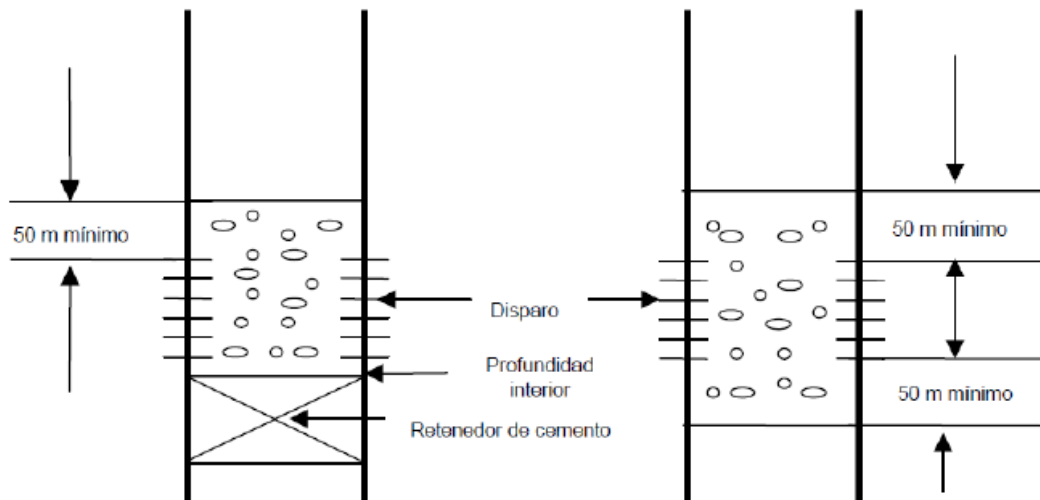 50 m mínimo
50 m mínimo
Disparo
Profundidad
interior
50 m mínimo
Retenedor de cemento